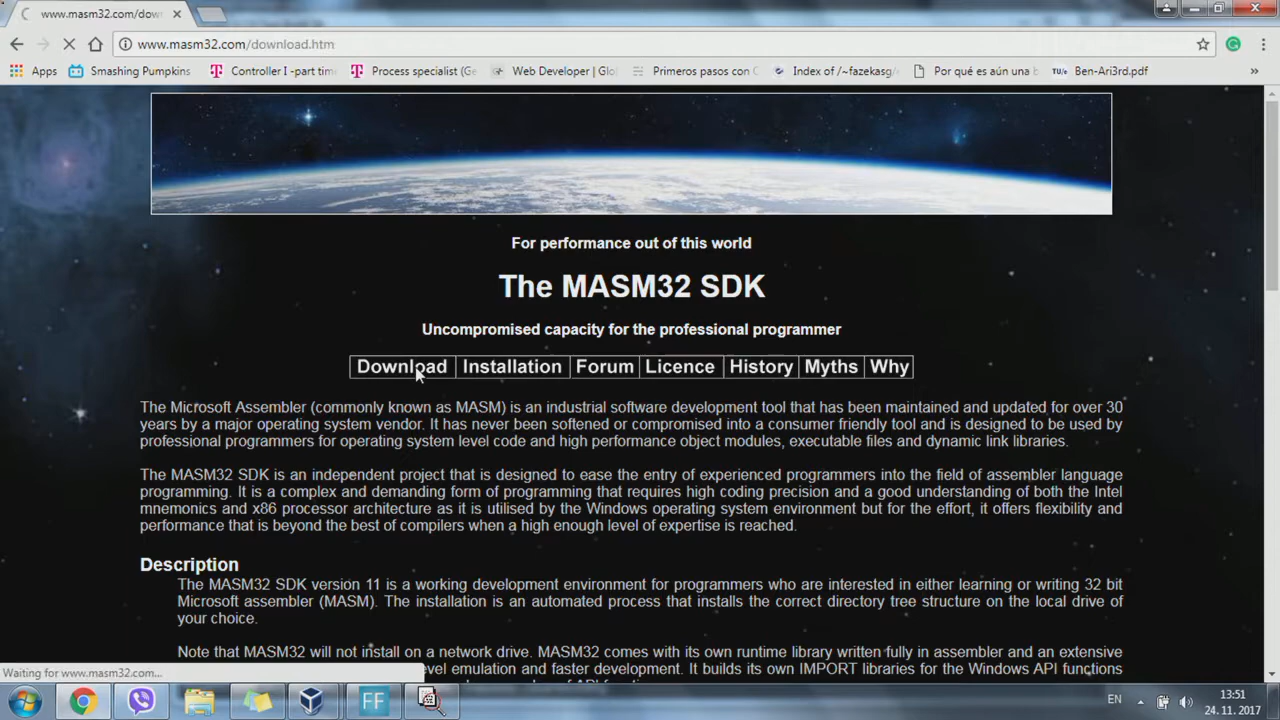 www.masm32.com/dow
www.masm32.com/download.htm
Apps
Smashing Pumpkins
Controller I -part tim
Process specialist (Ge
Web Developer | Glo
Primeros pasos con C
Index of /~fazekasg/
Por qué es aún una b
Ben-Ari3rd.pdf
»
For performance out of this world
The MASM32 SDK
Uncompromised capacity for the professional programmer
Download Installation Forum Licence History Myths Why
The Microsoft Assembler (commonly known as MASM) is an industrial software development tool that has been maintained and updated for over 30
years by a major operating system vendor. It has never been softened or compromised into a consumer friendly tool and is designed to be used by
professional programmers for operating system level code and high performance object modules, executable files and dynamic link libraries.
The MASM32 SDK is an independent project that is designed to ease the entry of experienced programmers into the field of assembler language
programming. It is a complex and demanding form of programming that requires high coding precision and a good understanding of both the Intel
mnemonics and x86 processor architecture as it is utilised by the Windows operating system environment but for the effort, it offers flexibility and
performance that is beyond the best of compilers when a high enough level of expertise is reached.
Description
The MASM32 SDK version 11 is a working development environment for programmers who are interested in either learning or writing 32 bit
Microsoft assembler (MASM). The installation is an automated process that installs the correct directory tree structure on the local drive of
your choice.
Note that MASM32 will not install on a network drive. MASM32 comes with its own runtime library written fully in assembler and an extensive
evel emulation and faster development. It builds its own IMPORT libraries for the Windows API functions
Waiting for www.masm32.com...
FF
EN
13:51
24. 11. 2017